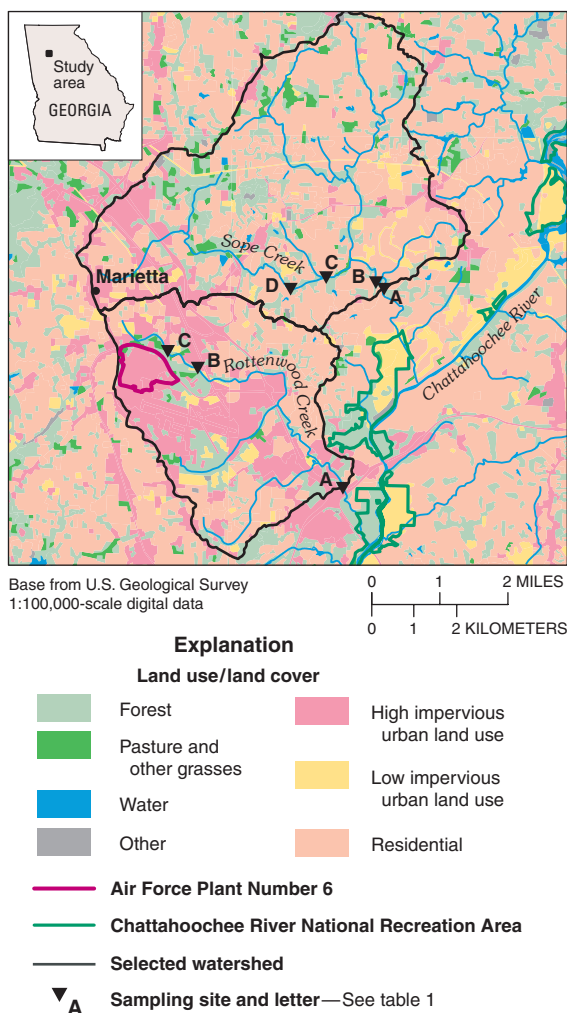 Study
area
GEORGIA
Sope Creek
C
B
D
A
Marietta
Chattahoochee River
C
B
Rottenwood Creek
A
Base from U.S. Geological Survey
1:100,000-scale digital data
0 1 2 MILES
0 1 2 KILOMETERS
Explanation
Land use/land cover
Forest
Pasture and
other grasses
Water
Other
High impervious
urban land use
Low impervious
urban land use
Residential
Air Force Plant Number 6
Chattahoochee River National Recreation Area
Selected watershed
A Sampling site and letter—See table 1